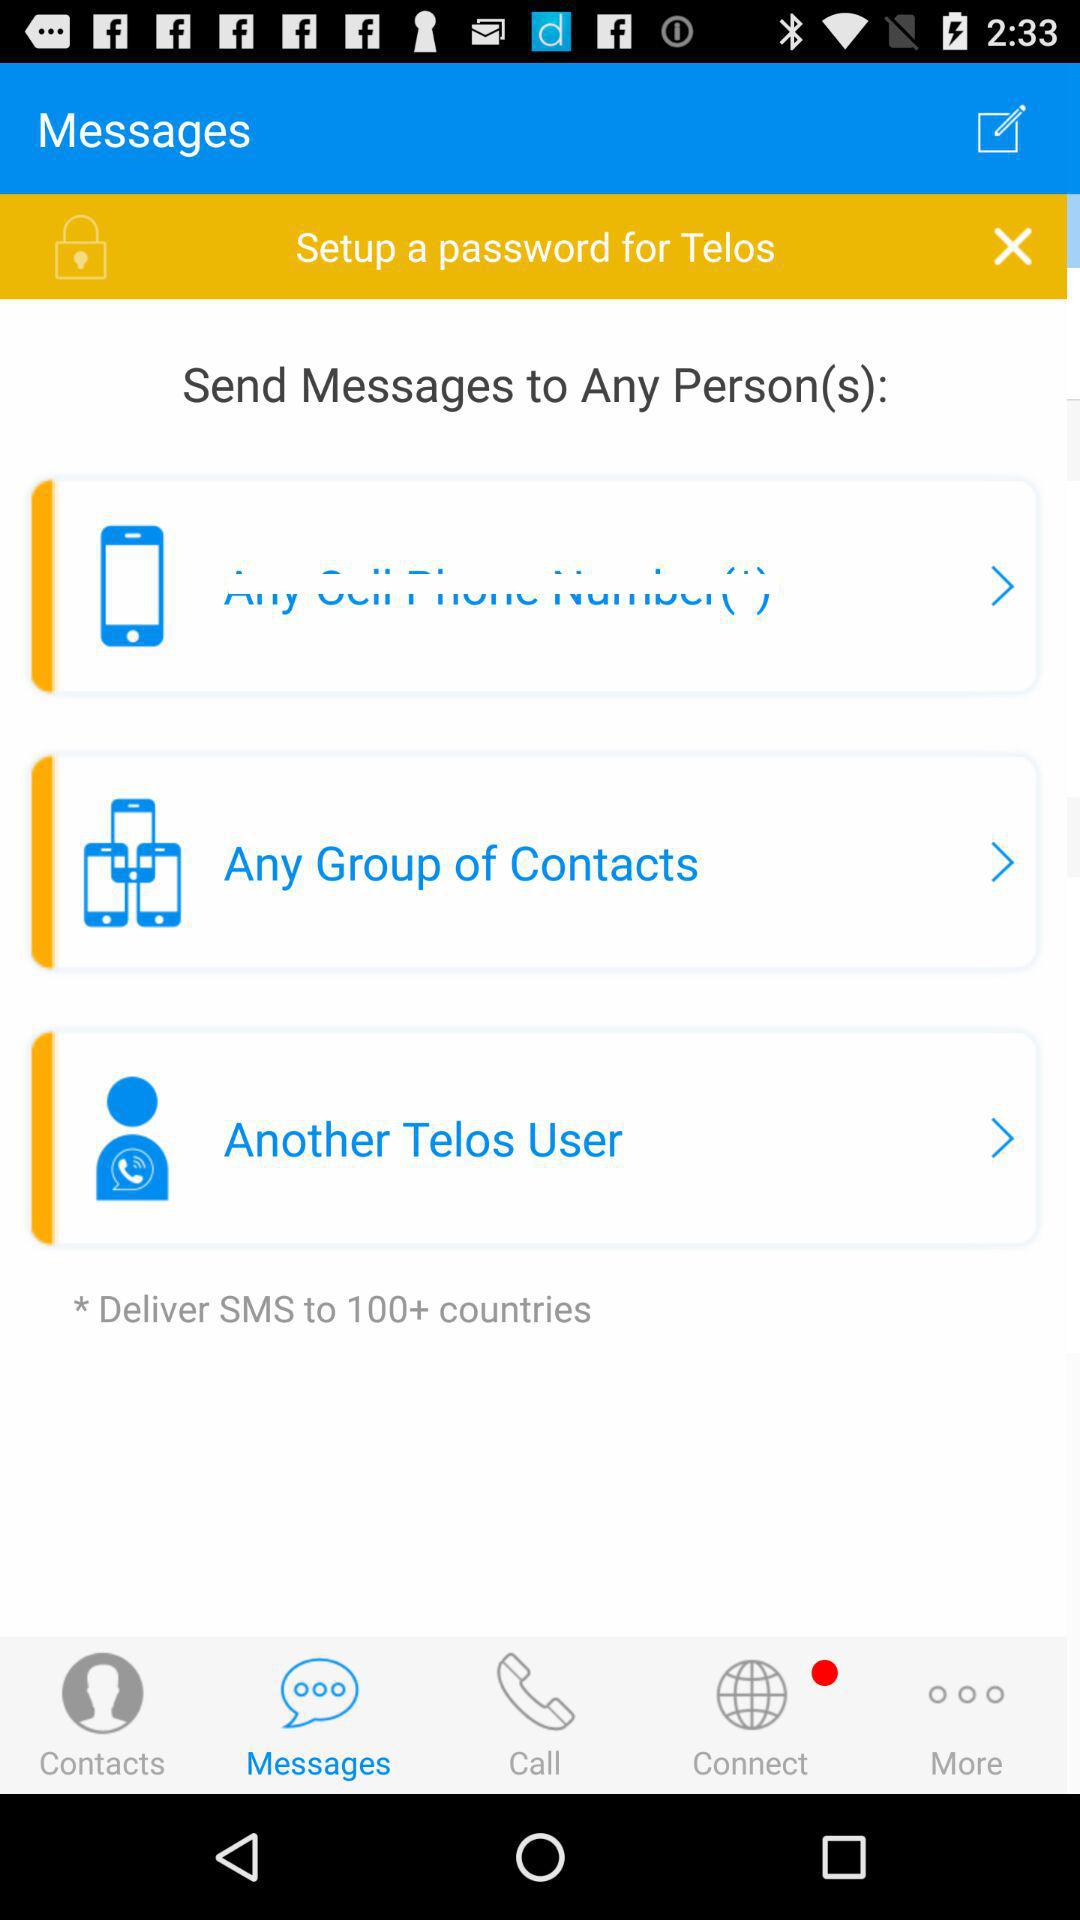 2:33
Messages
Setup a password for Telos
Send Messages to Any Person(s):
Any Cell Phone Number(*)
Any Group of Contacts
Another Telos User
* Deliver SMS to 100+ countries
Contacts
Messages
Call
Connect
More